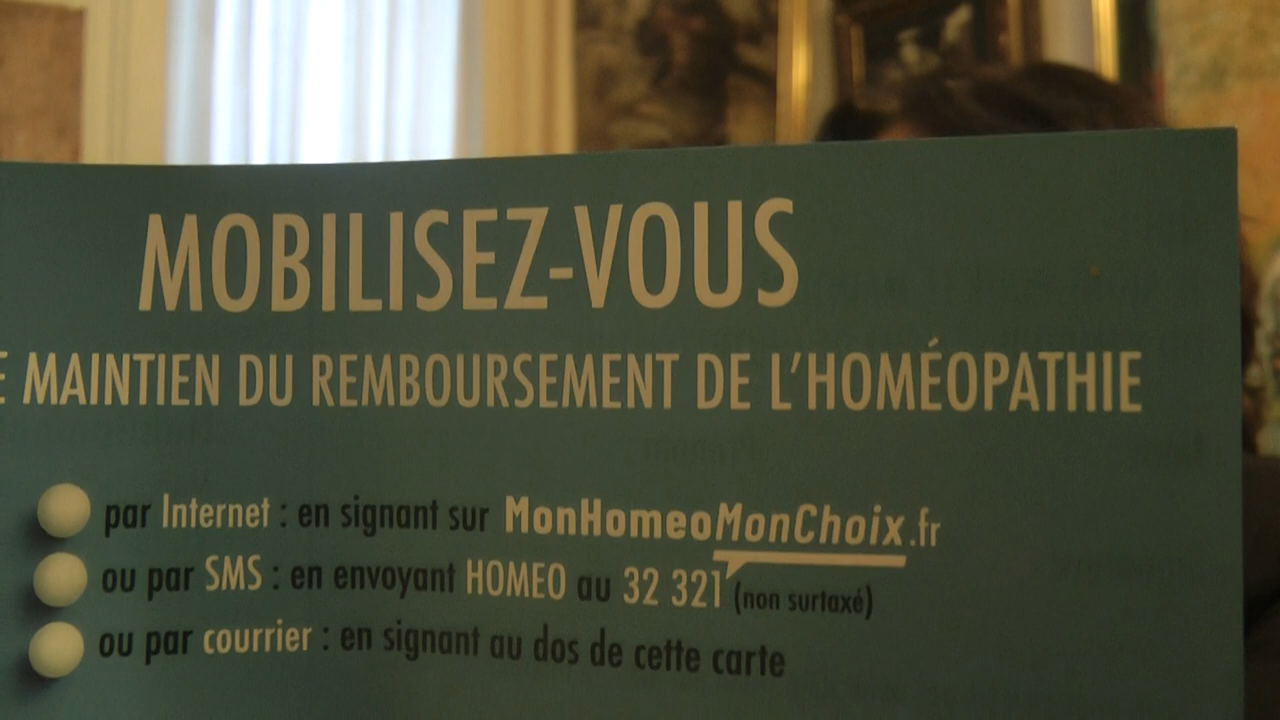 MOBILISEZ-VOUS
E MAINTIEN DU REMBOURSEMENT DE L'HOMÉOPATHIE
par Internet : en signant sur MonHomeoMonChoix.fr
ou par SMS : en envoyant HOMEO au 32 321 (non surtaxé)
ou par courrier : en signant au dos de cette carte